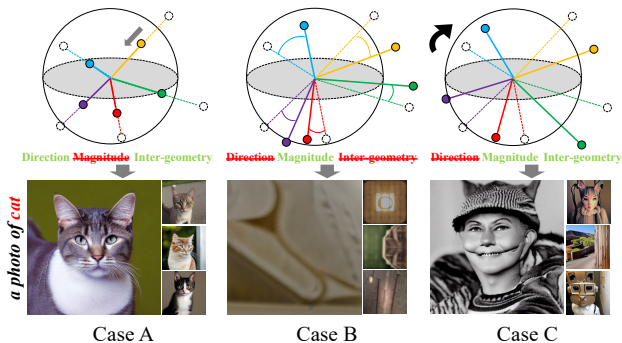 Direction Magnitude Inter-geometry
Direction Magnitude Inter-geometry
Direction Magnitude Inter-geometry
a photo of cat
Case A
Case B
Case C